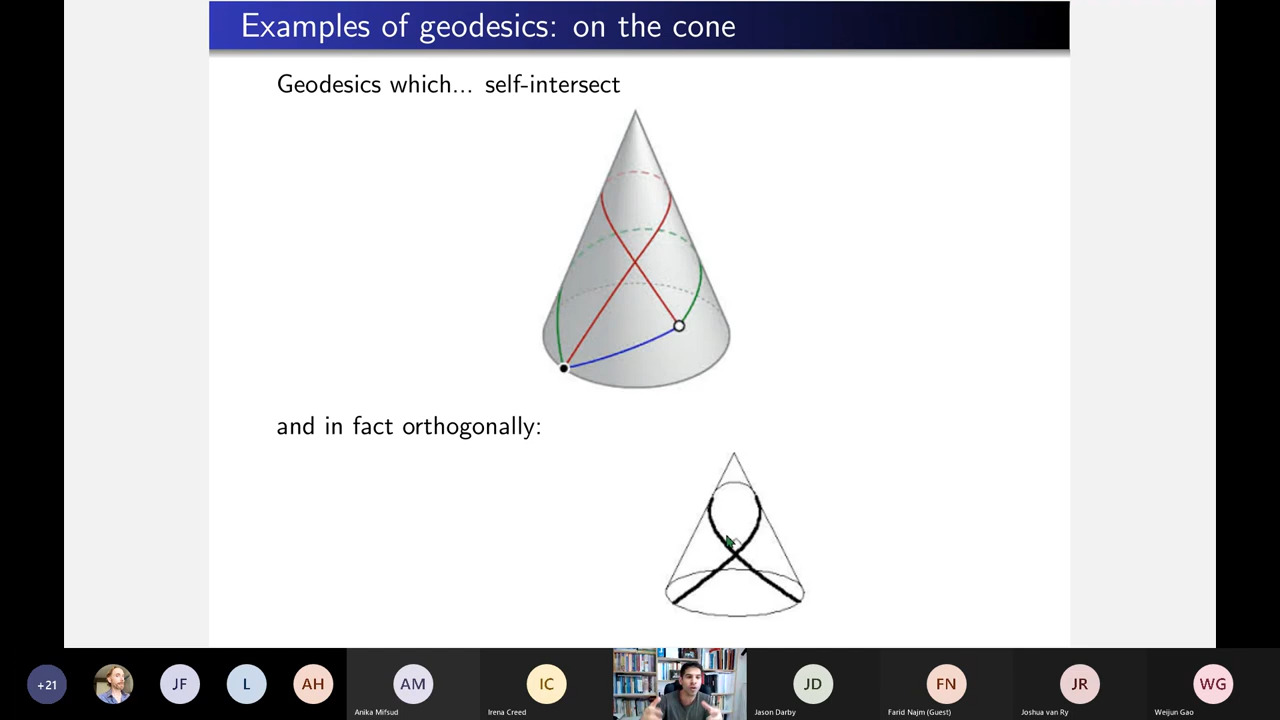 Examples of geodesics: on the cone
Geodesics which... self-intersect
and in fact orthogonally:
+21
JF
L
AH
AM
IC
JD
FN
JR
WG
Anika Mifsud
Irena Creed
Jason Darby
Farid Najm (Guest)
Joshua van Ry
Weijun Gao